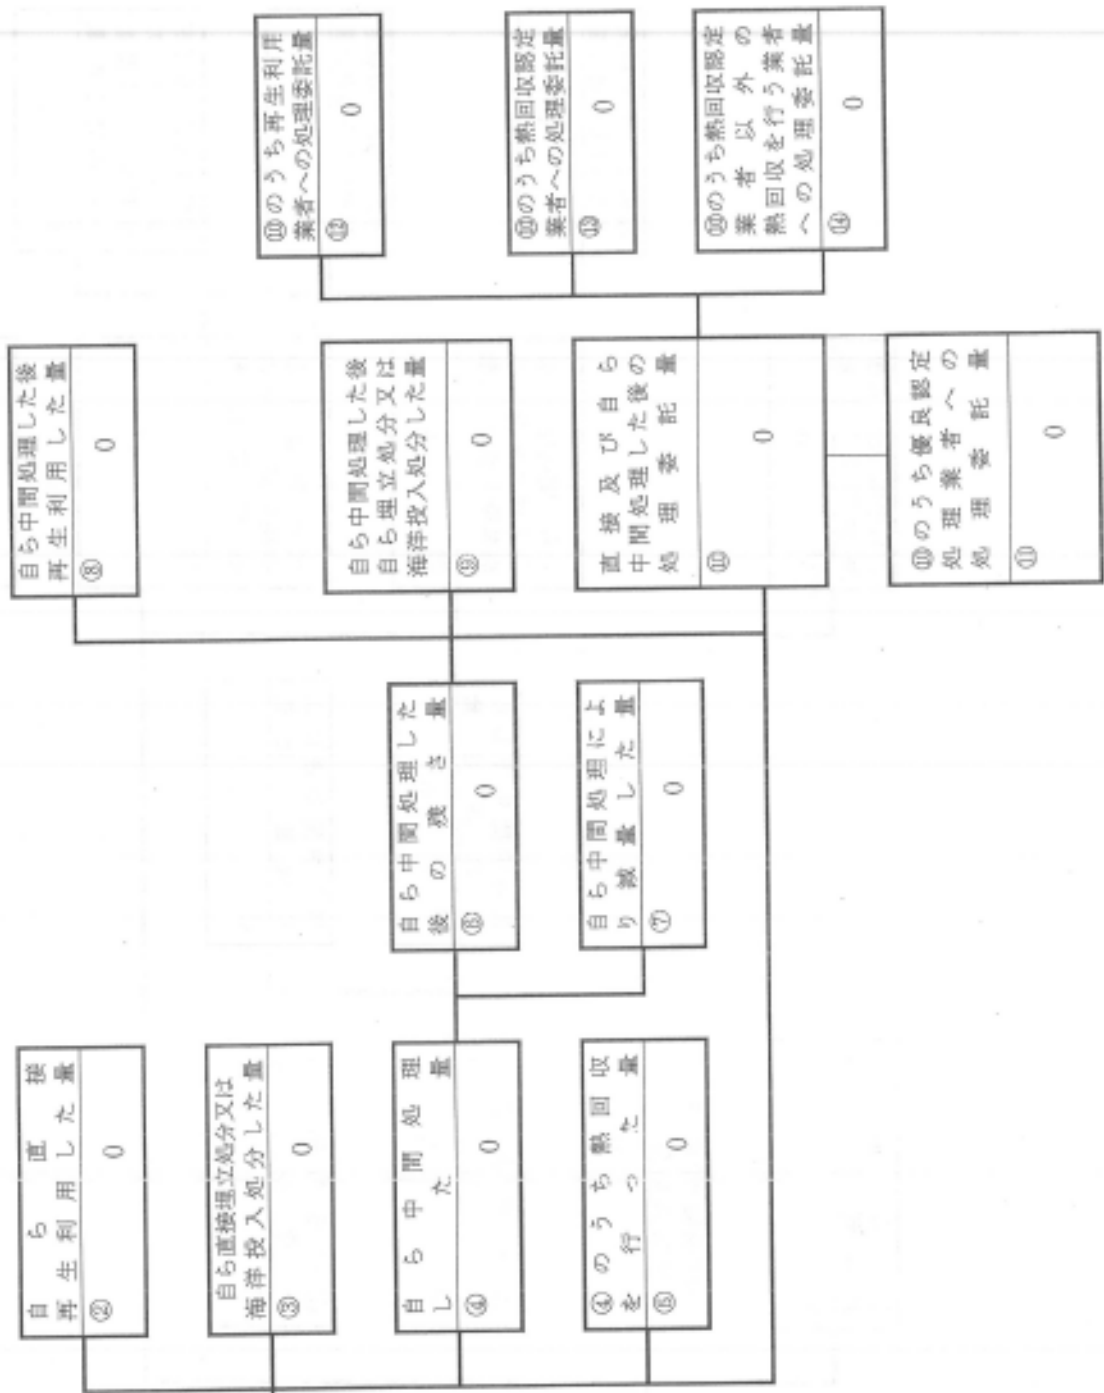 自ら直接
再生利用した量
② 0
自ら直接埋立処分又は
海洋投入処分した量
③ 0
自ら中間処理
した量
④ 0
④のうち熱回収
を行った量
⑤ 0
自ら中間処理した
後の残さ量
⑥ 0
自ら中間処理によ
り減量した量
⑦ 0
自ら中間処理した後
再生利用した量
⑧ 0
自ら中間処理した後
自ら埋立処分又は
海洋投入処分した量
⑨ 0
直接及び自ら
中間処理した後の
処理委託量
⑩ 0
⑩のうち優良認定
処理業者への
処理委託量
⑪ 0
⑩のうち再生利用
業者への処理委託量
⑫ 0
⑩のうち熱回収認定
業者への処理委託量
⑬ 0
⑩のうち熱回収認定
業者以外の
熱回収を行う業者
への処理委託量
⑭ 0